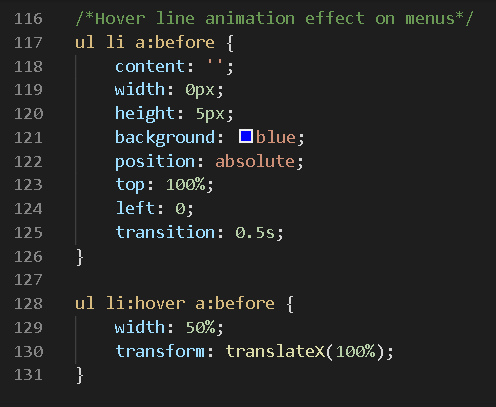 116 /*Hover line animation effect on menus*/
117 ul li a:before {
118     content: '';
119     width: 0px;
120     height: 5px;
121     background: blue;
122     position: absolute;
123     top: 100%;
124     left: 0;
125     transition: 0.5s;
126 }
127
128 ul li:hover a:before {
129     width: 50%;
130     transform: translateX(100%);
131 }